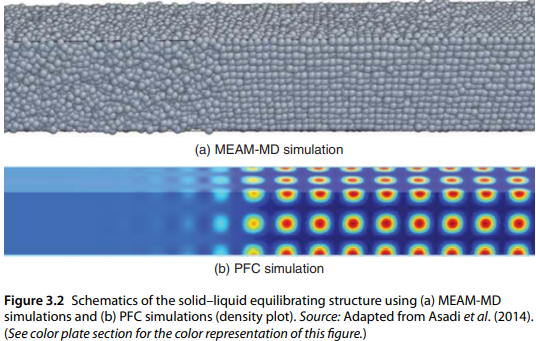 (a) MEAM-MD simulation
(b) PFC simulation
Figure 3.2 Schematics of the solid–liquid equilibrating structure using (a) MEAM-MD
simulations and (b) PFC simulations (density plot). Source: Adapted from Asadi et al. (2014).
(See color plate section for the color representation of this figure.)